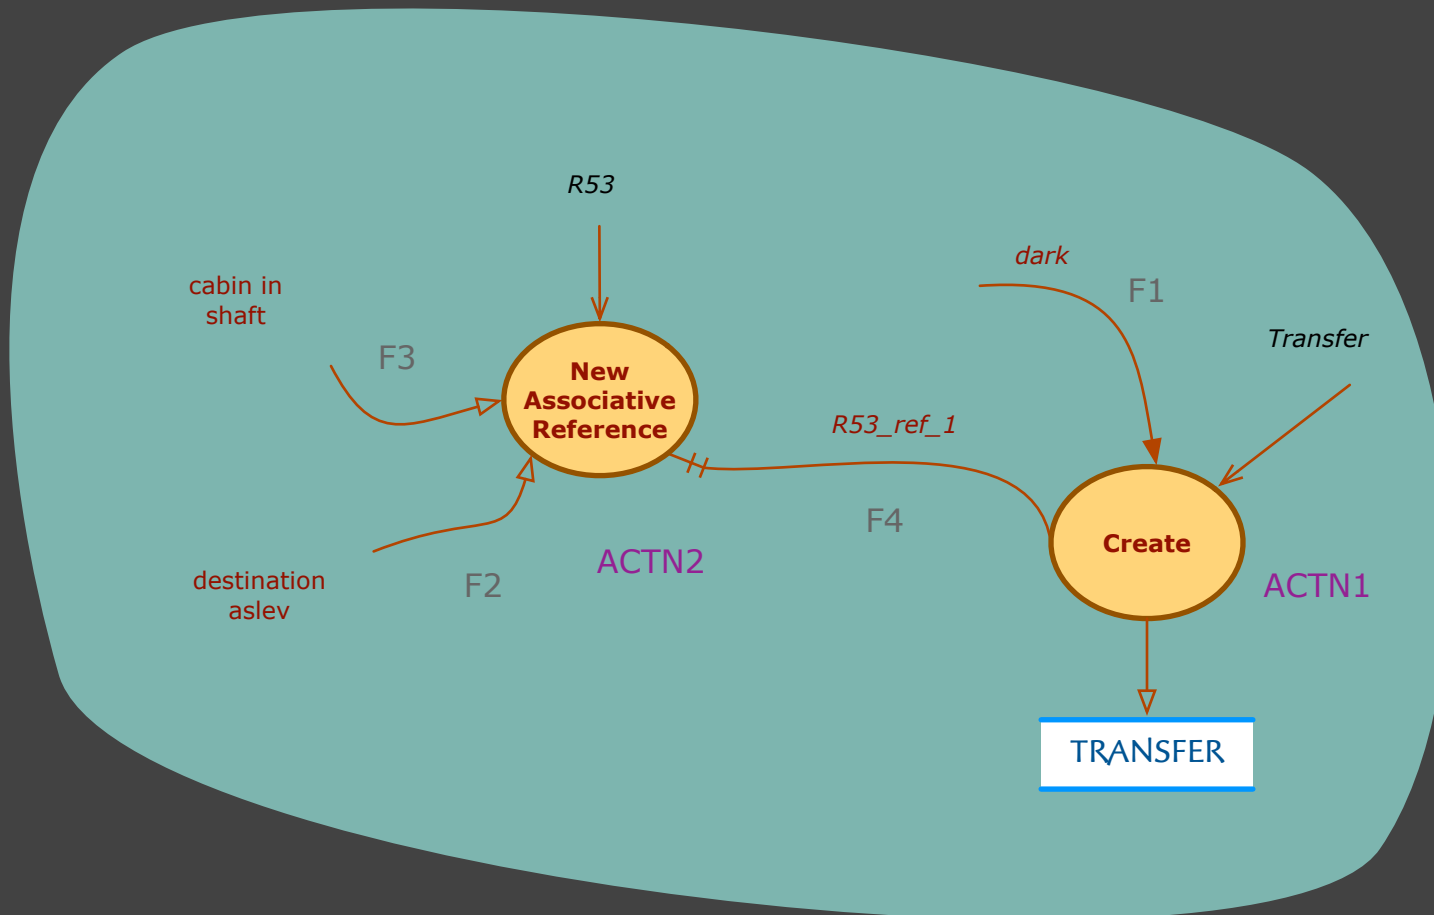 R53
dark
cabin in
shaft
F1
Transfer
F3
New
Associative
Reference
R53_ref_1
F4
Create
ACTN2
destination
aslev
F2
ACTN1
TRANSFER